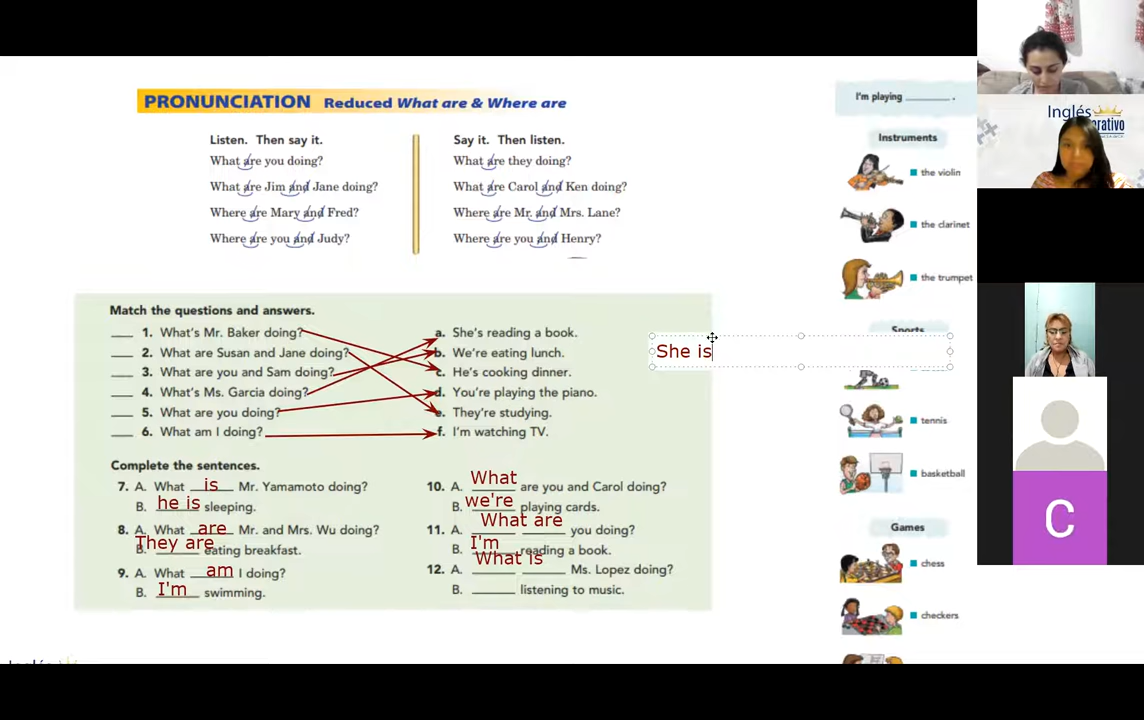 PRONUNCIATION Reduced What are & Where are
Listen. Then say it.
What are you doing?
What are Jim and Jane doing?
Where are Mary and Fred?
Where are you and Judy?
Say it. Then listen.
What are they doing?
What are Carol and Ken doing?
Where are Mr. and Mrs. Lane?
Where are you and Henry?
Match the questions and answers.
___ 1. What's Mr. Baker doing?
___ 2. What are Susan and Jane doing?
___ 3. What are you and Sam doing?
___ 4. What's Ms. Garcia doing?
___ 5. What are you doing?
___ 6. What am I doing?
a. She's reading a book.
b. We're eating lunch.
c. He's cooking dinner.
d. You're playing the piano.
e. They're studying.
f. I'm watching TV.
Complete the sentences.
7. A. What is Mr. Yamamoto doing?
B. he is sleeping.
8. A. What are Mr. and Mrs. Wu doing?
B. They are eating breakfast.
9. A. What am I doing?
B. I'm swimming.
10. A. What are you and Carol doing?
B. we're playing cards.
11. A. What are you doing?
B. I'm reading a book.
12. A. What is Ms. Lopez doing?
B. ______ listening to music.
She is
I'm playing ______ .
Instruments
the violin
the clarinet
the trumpet
Sports
tennis
basketball
Games
chess
checkers
Inglés
C